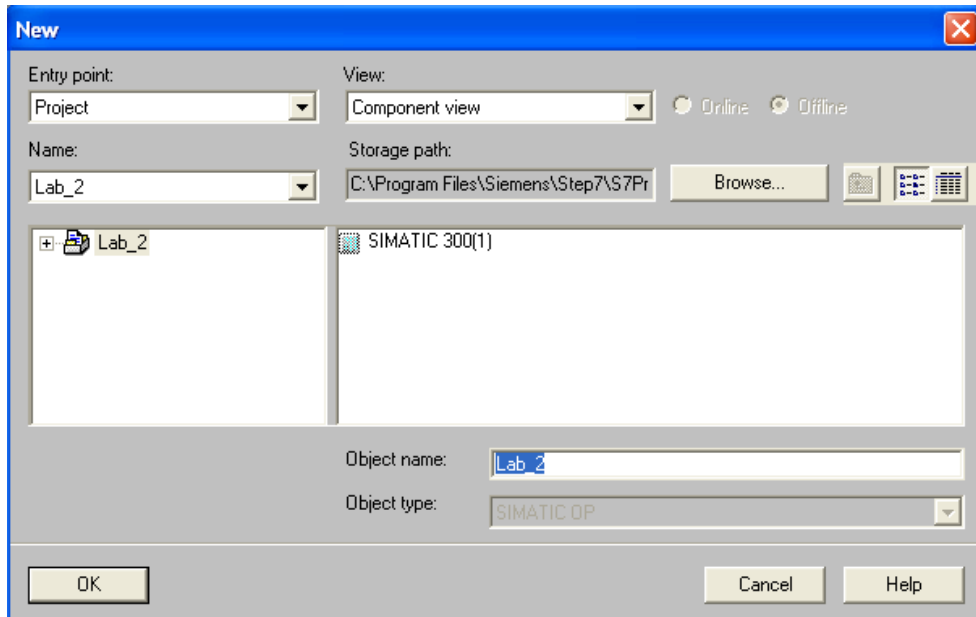 New
Entry point:
View:
Project
Component view
Online
Offline
Name:
Storage path:
Lab_2
C:\Program Files\Siemens\Step7\S7Pr
Browse...
Lab_2
SIMATIC 300(1)
Object name:
Lab_2
Object type:
SIMATIC OP
OK
Cancel
Help